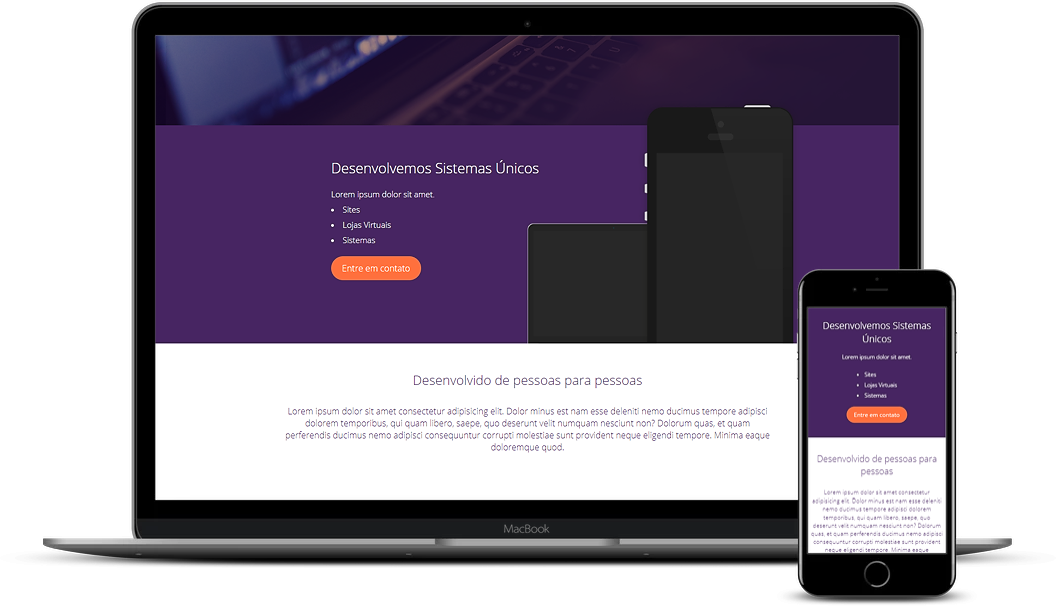 Desenvolvemos Sistemas Únicos
Lorem ipsum dolor sit amet.
• Sites
• Lojas Virtuais
• Sistemas
Entre em contato
Desenvolvido de pessoas para pessoas
Lorem ipsum dolor sit amet consectetur adipisicing elit. Dolor minus est nam esse deleniti nemo ducimus tempore adipisci
dolorem temporibus, qui quam libero, saepe, quo deserunt velit numquam nesciunt non? Dolorum quas, et quam
perferendis ducimus nemo adipisci consequuntur corrupti molestiae sunt provident neque eligendi tempore. Minima eaque
doloremque quod.
MacBook
Desenvolvemos Sistemas
Únicos
Lorem ipsum dolor sit amet.
• Sites
• Lojas Virtuais
• Sistemas
Entre em contato
Desenvolvido de pessoas para
pessoas
Lorem ipsum dolor sit amet consectetur
adipisicing elit. Dolor minus est nam esse deleniti
nemo ducimus tempore adipisci dolorem
temporibus, qui quam libero, saepe, quo
deserunt velit numquam nesciunt non? Dolorum
quas, et quam perferendis ducimus nemo adipisci
consequuntur corrupti molestiae sunt provident
neque eligendi tempore. Minima eaque